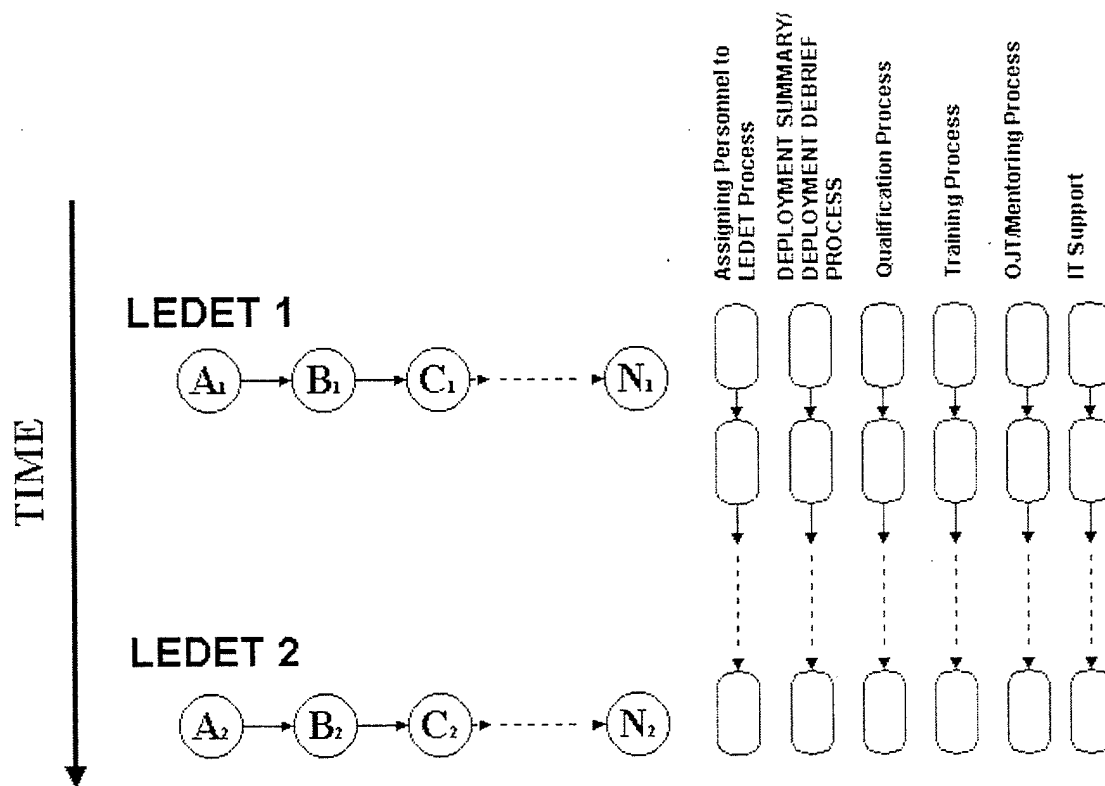 Assigning Personnel to
LEDET Process
DEPLOYMENT SUMMARY/
DEPLOYMENT DEBRIEF
PROCESS
Qualification Process
Training Process
OJT/Mentoring Process
IT Support
TIME
LEDET 1
A₁ B₁ C₁ N₁
LEDET 2
A₂ B₂ C₂ N₂